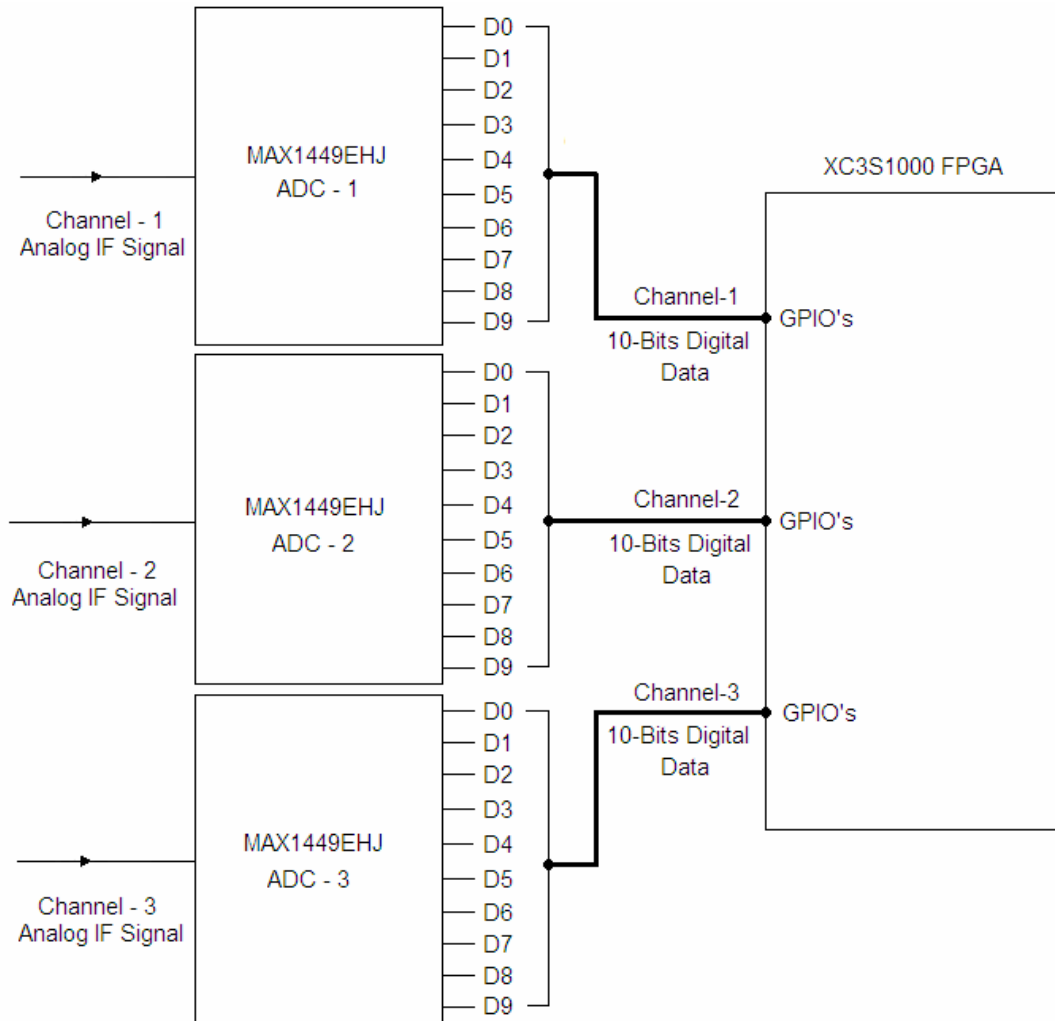 D0
D1
D2
D3
D4
D5
D6
D7
D8
D9
MAX1449EHJ
ADC - 1
Channel - 1
Analog IF Signal
Channel-1
10-Bits Digital
Data
XC3S1000 FPGA
GPIO's
D0
D1
D2
D3
D4
D5
D6
D7
D8
D9
MAX1449EHJ
ADC - 2
Channel - 2
Analog IF Signal
Channel-2
10-Bits Digital
Data
GPIO's
D0
D1
D2
D3
D4
D5
D6
D7
D8
D9
MAX1449EHJ
ADC - 3
Channel - 3
Analog IF Signal
Channel-3
10-Bits Digital
Data
GPIO's